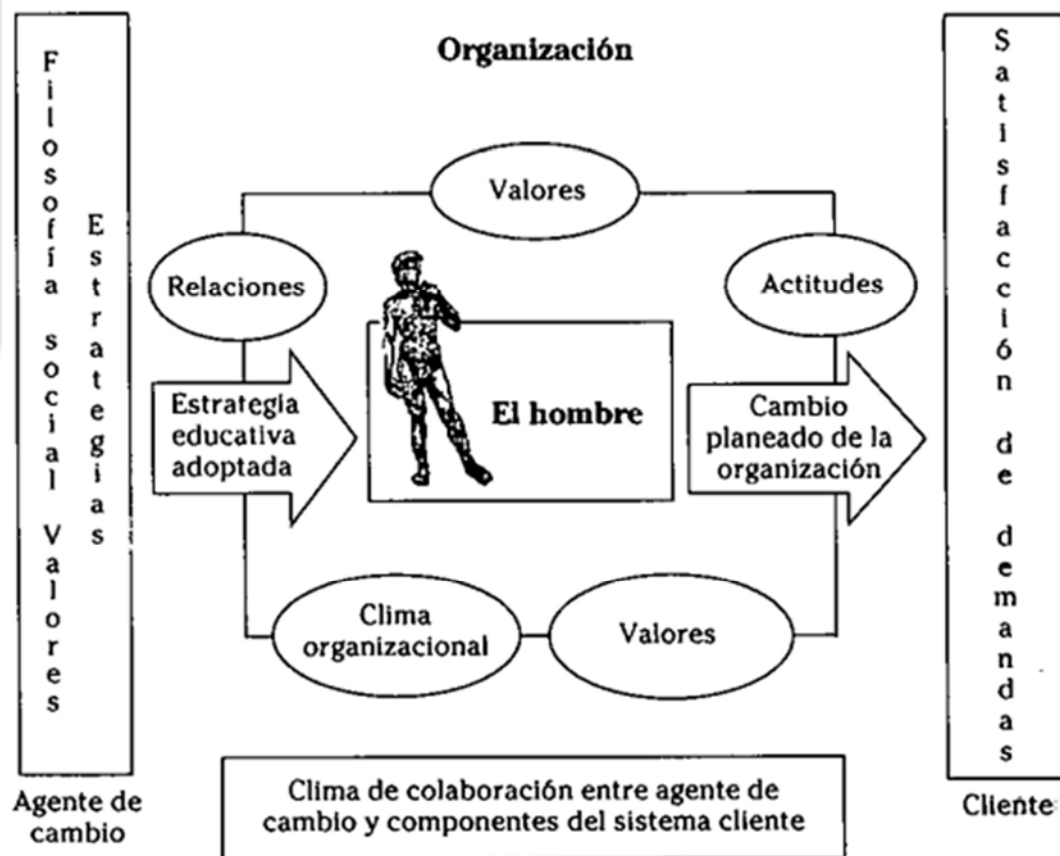 Organización
Filosofía social Valores
Estrategias
Satisfacción de demandas
Valores
Relaciones
Actitudes
Estrategia
educativa
adoptada
El hombre
Cambio
planeado de la
organización
Clima
organizacional
Valores
Clima de colaboración entre agente de
cambio y componentes del sistema cliente
Agente de
cambio
Cliente